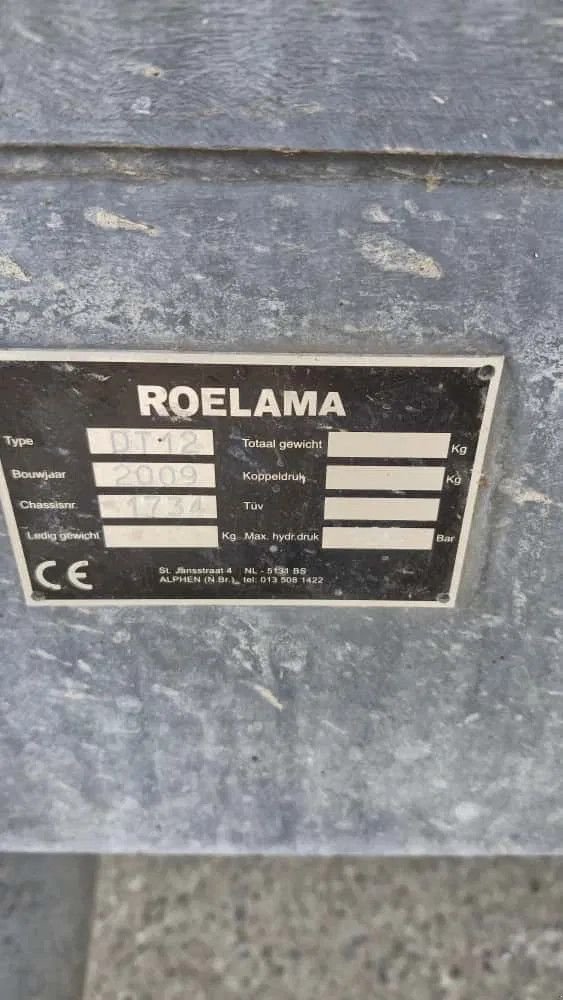 ROELAMA
Type DT12 Totaal gewicht Kg
Bouwjaar 2009 Koppeldruk Kg
Chassisnr. 1734 Tüv
Ledig gewicht Kg Max. hydr.druk Bar
CE St. Jansstraat 4 NL - 5131 BS
ALPHEN (N.Br.) tel: 013 508 1422